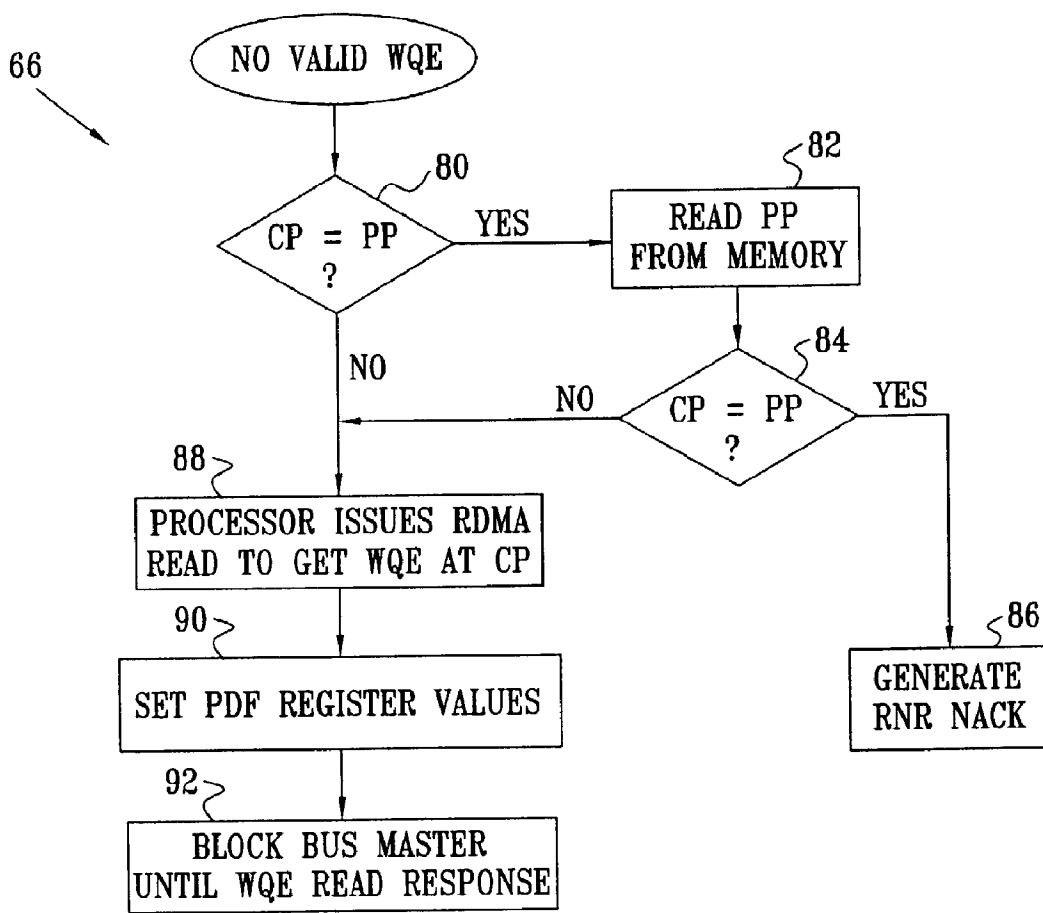 66
NO VALID WQE
80
CP = PP
?
YES
82
READ PP
FROM MEMORY
NO
84
CP = PP
?
NO
YES
88
PROCESSOR ISSUES RDMA
READ TO GET WQE AT CP
90
SET PDF REGISTER VALUES
86
GENERATE
RNR NACK
92
BLOCK BUS MASTER
UNTIL WQE READ RESPONSE